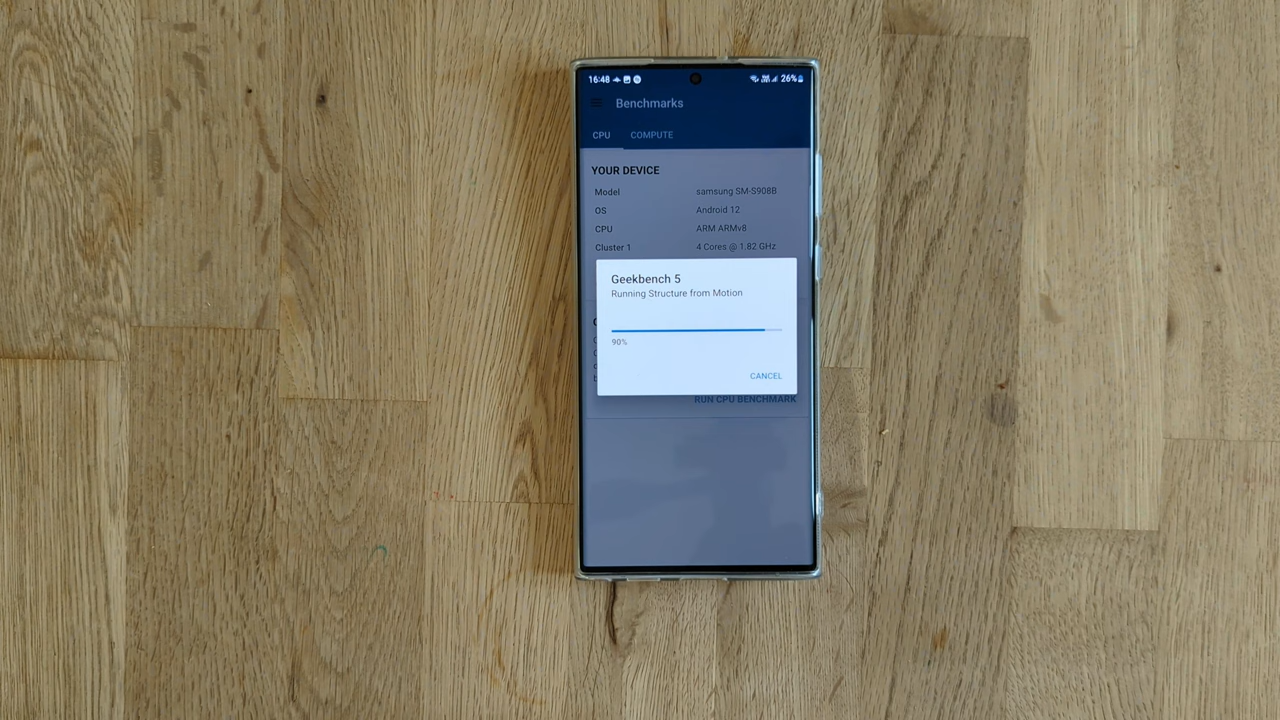 16:48 26%
Benchmarks
CPU COMPUTE
YOUR DEVICE
Model samsung SM-S908B
OS Android 12
CPU ARM ARMv8
Cluster 1 4 Cores @ 1.82 GHz
Geekbench 5
Running Structure from Motion
90%
CANCEL
RUN CPU BENCHMARK